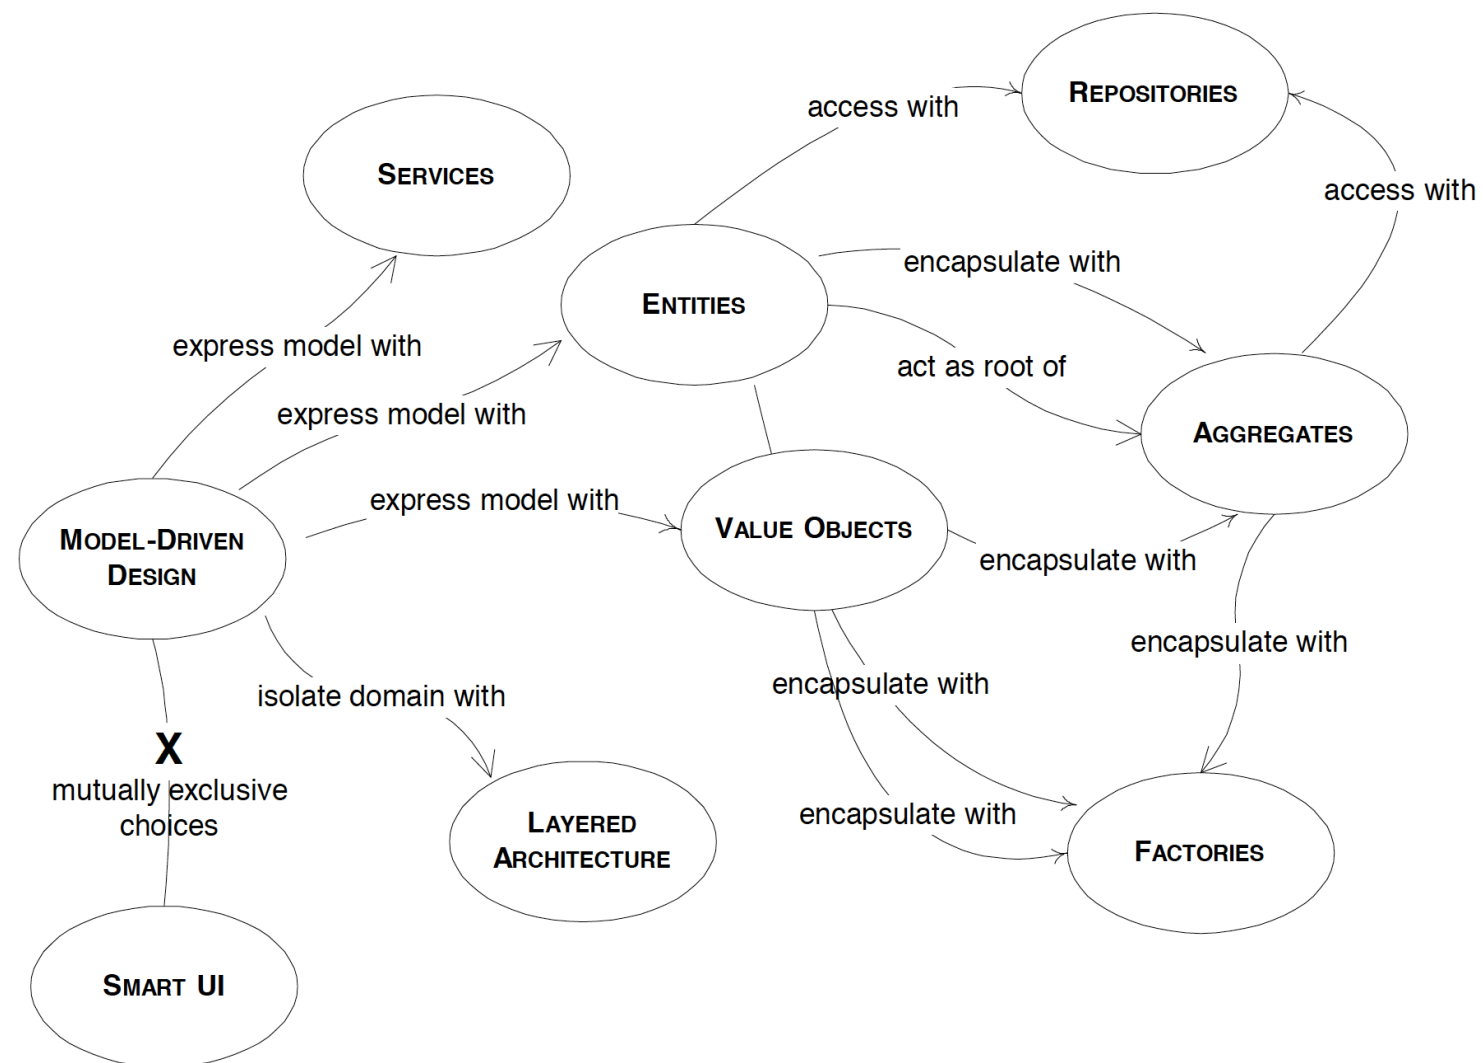 REPOSITORIES
access with
SERVICES
access with
encapsulate with
ENTITIES
express model with
act as root of
express model with
AGGREGATES
express model with
VALUE OBJECTS
MODEL-DRIVEN
DESIGN
encapsulate with
encapsulate with
encapsulate with
isolate domain with
X
mutually exclusive
choices
encapsulate with
LAYERED
ARCHITECTURE
FACTORIES
SMART UI